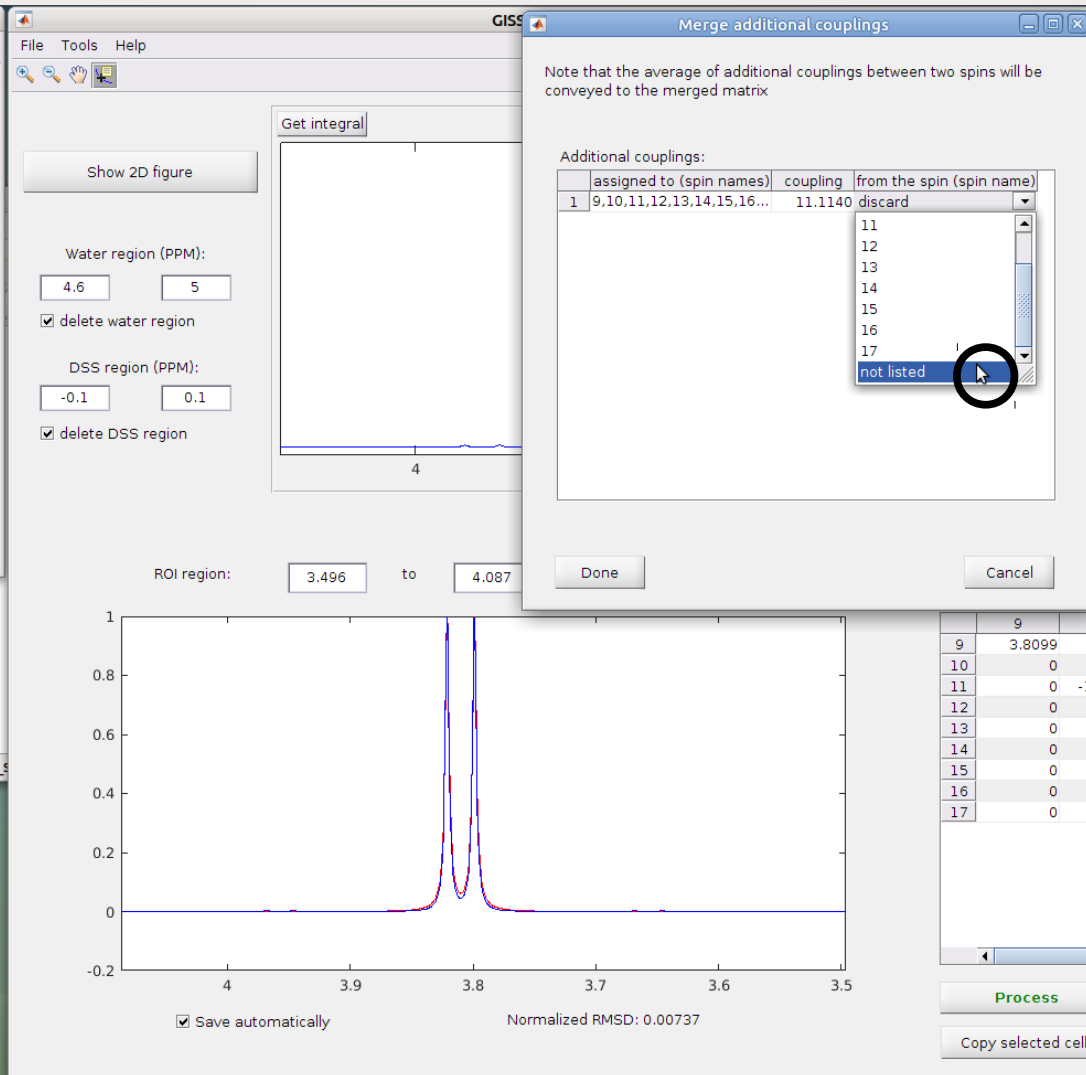 GISS
File Tools Help
Get integral
Show 2D figure
Water region (PPM):
4.6 5
delete water region
DSS region (PPM):
-0.1 0.1
delete DSS region
4
Merge additional couplings
Note that the average of additional couplings between two spins will be
conveyed to the merged matrix
Additional couplings:
assigned to (spin names) coupling from the spin (spin name)
1 9,10,11,12,13,14,15,16... 11.1140 discard
11
12
13
14
15
16
17
not listed
Done Cancel
ROI region: 3.496 to 4.087
1
0.8
0.6
0.4
0.2
0
-0.2
4 3.9 3.8 3.7 3.6 3.5
Save automatically Normalized RMSD: 0.00737
9
9 3.8099
10 0
11 0
12 0
13 0
14 0
15 0
16 0
17 0
Process
Copy selected cell